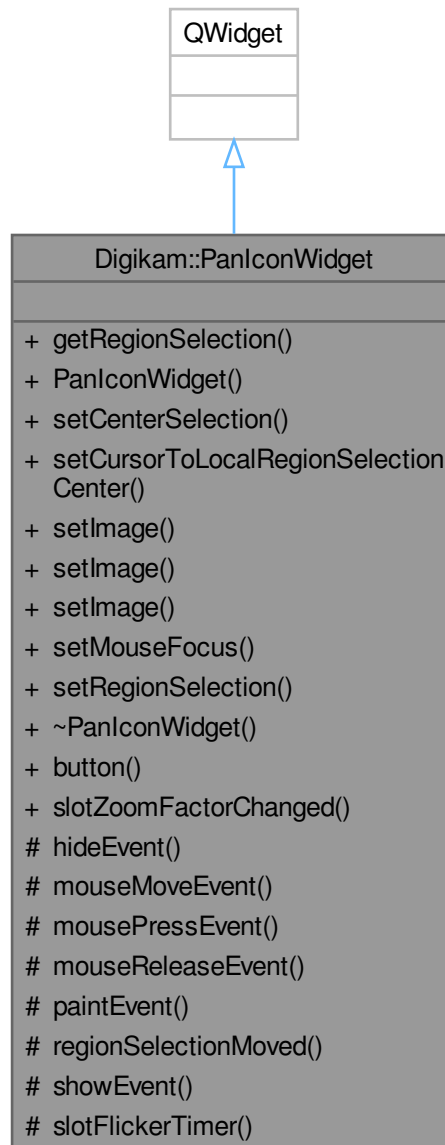 QWidget
Digikam::PanIconWidget
+ getRegionSelection()
+ PanIconWidget()
+ setCenterSelection()
+ setCursorToLocalRegionSelection
Center()
+ setImage()
+ setImage()
+ setImage()
+ setMouseFocus()
+ setRegionSelection()
+ ~PanIconWidget()
+ button()
+ slotZoomFactorChanged()
# hideEvent()
# mouseMoveEvent()
# mousePressEvent()
# mouseReleaseEvent()
# paintEvent()
# regionSelectionMoved()
# showEvent()
# slotFlickerTimer()